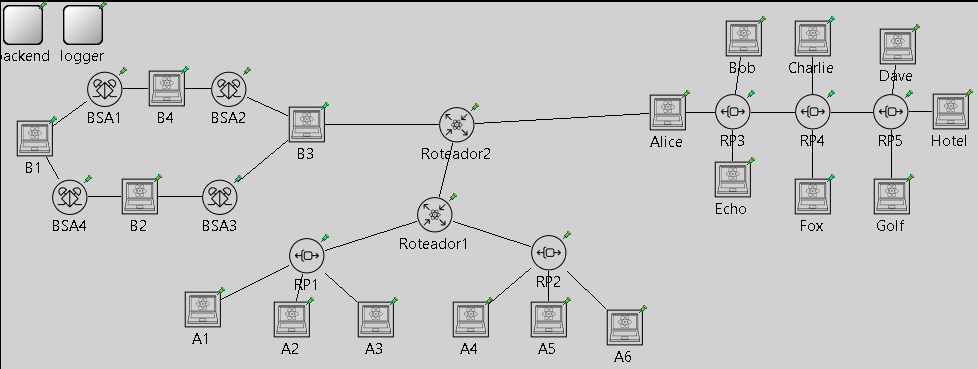 ackend logger
Bob Charlie Dave
BSA1 B4 BSA2
B1 B3 Roteador2 Alice RP3 RP4 RP5 Hotel
BSA4 B2 BSA3 Echo Fox Golf
Roteador1
RP1 RP2
A1 A2 A3 A4 A5 A6